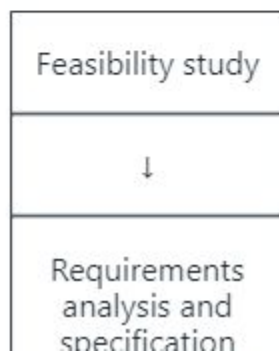 Feasibility study
↓
Requirements
analysis and
specification